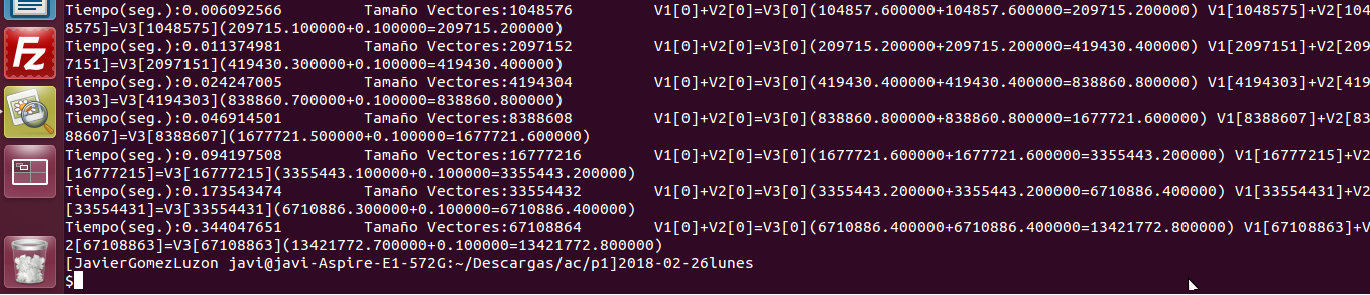 Tiempo(seg.):0.006092566 Tamaño Vectores:1048576 V1[0]+V2[0]=V3[0](104857.600000+104857.600000=209715.200000) V1[1048575]+V2[104
8575]=V3[1048575](209715.100000+0.100000=209715.200000)
Tiempo(seg.):0.011374981 Tamaño Vectores:2097152 V1[0]+V2[0]=V3[0](209715.200000+209715.200000=419430.400000) V1[2097151]+V2[209
7151]=V3[2097151](419430.300000+0.100000=419430.400000)
Tiempo(seg.):0.024247005 Tamaño Vectores:4194304 V1[0]+V2[0]=V3[0](419430.400000+419430.400000=838860.800000) V1[4194303]+V2[419
4303]=V3[4194303](838860.700000+0.100000=838860.800000)
Tiempo(seg.):0.046914501 Tamaño Vectores:8388608 V1[0]+V2[0]=V3[0](838860.800000+838860.800000=1677721.600000) V1[8388607]+V2[83
88607]=V3[8388607](1677721.500000+0.100000=1677721.600000)
Tiempo(seg.):0.094197508 Tamaño Vectores:16777216 V1[0]+V2[0]=V3[0](1677721.600000+1677721.600000=3355443.200000) V1[16777215]+V2
[16777215]=V3[16777215](3355443.100000+0.100000=3355443.200000)
Tiempo(seg.):0.173543474 Tamaño Vectores:33554432 V1[0]+V2[0]=V3[0](3355443.200000+3355443.200000=6710886.400000) V1[33554431]+V2
[33554431]=V3[33554431](6710886.300000+0.100000=6710886.400000)
Tiempo(seg.):0.344047651 Tamaño Vectores:67108864 V1[0]+V2[0]=V3[0](6710886.400000+6710886.400000=13421772.800000) V1[67108863]+V
2[67108863]=V3[67108863](13421772.700000+0.100000=13421772.800000)
[JavierGomezLuzon javi@javi-Aspire-E1-572G:~/Descargas/ac/p1]2018-02-26lunes
$
Fz